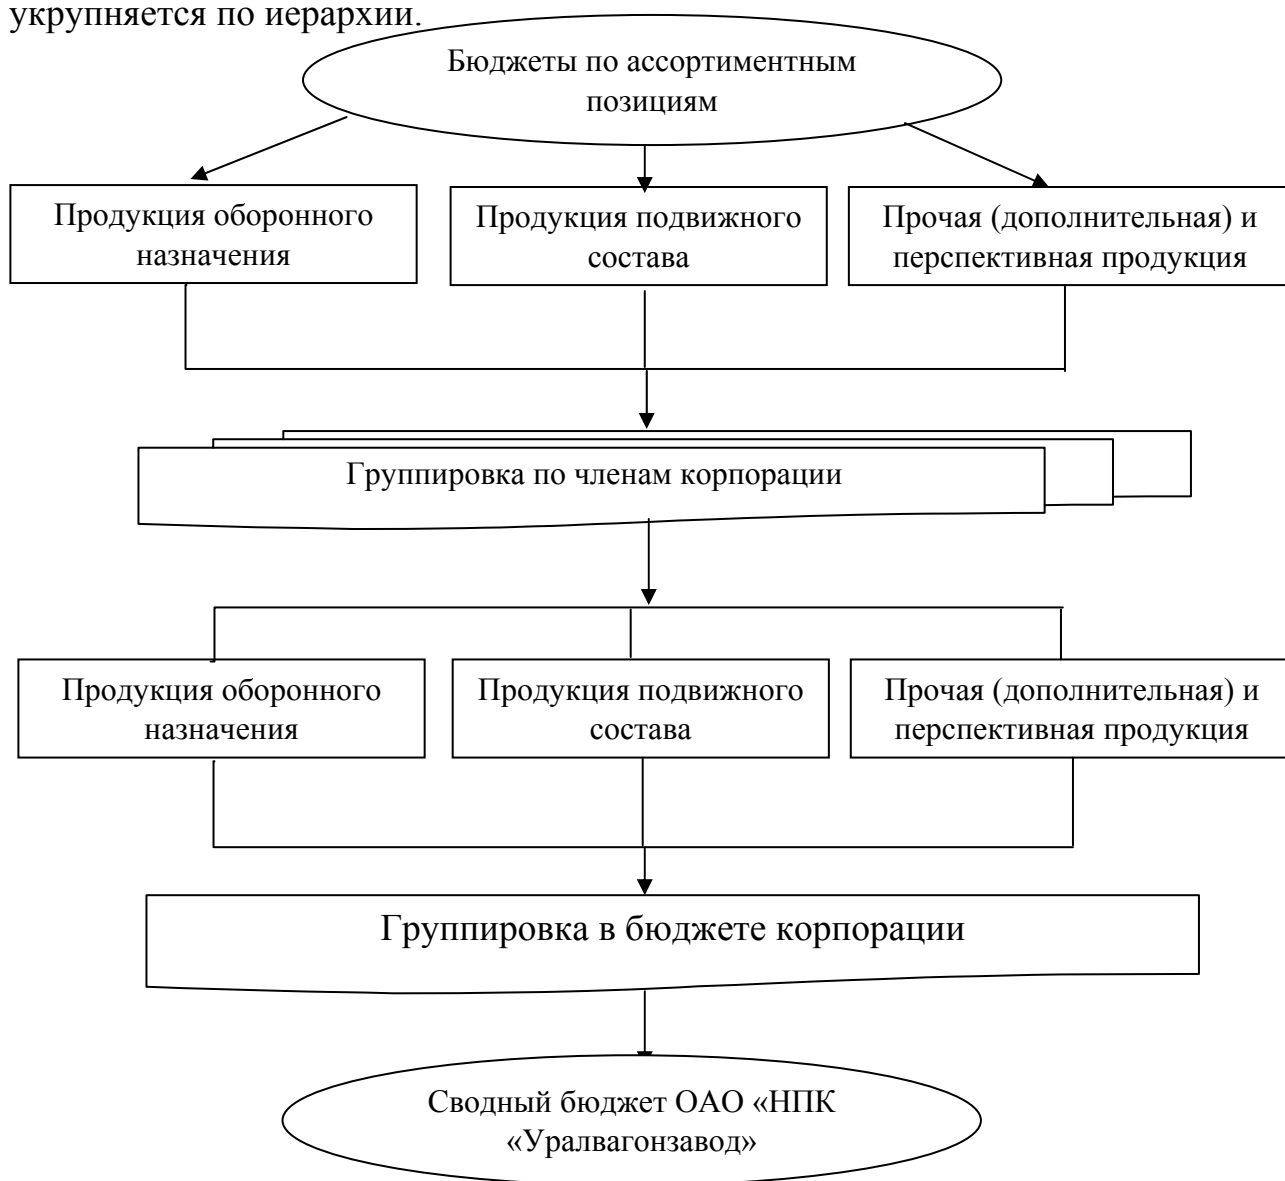 укрупняется по иерархии.
Бюджеты по ассортиментным
позициям
Продукция оборонного
назначения
Продукция подвижного
состава
Прочая (дополнительная) и
перспективная продукция
Группировка по членам корпорации
Продукция оборонного
назначения
Продукция подвижного
состава
Прочая (дополнительная) и
перспективная продукция
Группировка в бюджете корпорации
Сводный бюджет ОАО «НПК
«Уралвагонзавод»